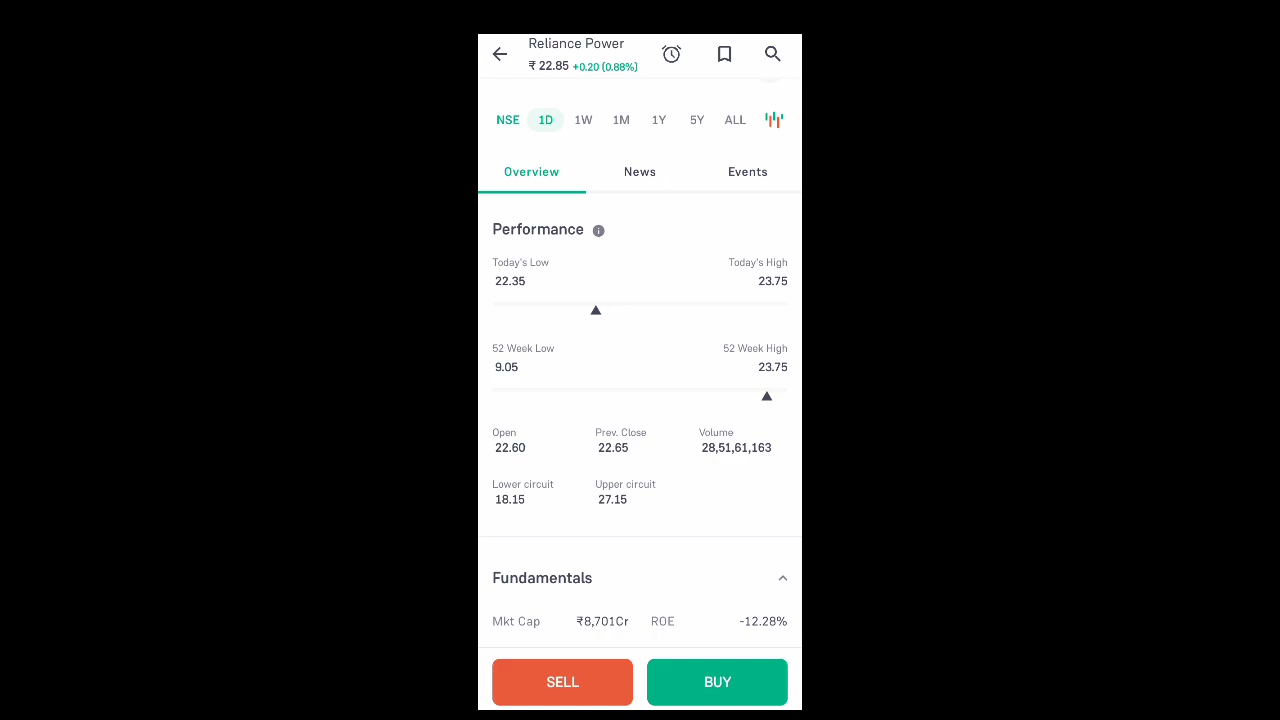 Reliance Power
₹ 22.85 +0.20 (0.88%)
NSE 1D 1W 1M 1Y 5Y ALL
Overview News Events
Performance
Today's Low Today's High
22.35 23.75
52 Week Low 52 Week High
9.05 23.75
Open Prev. Close Volume
22.60 22.65 28,51,61,163
Lower circuit Upper circuit
18.15 27.15
Fundamentals
Mkt Cap ₹8,701Cr ROE -12.28%
SELL BUY